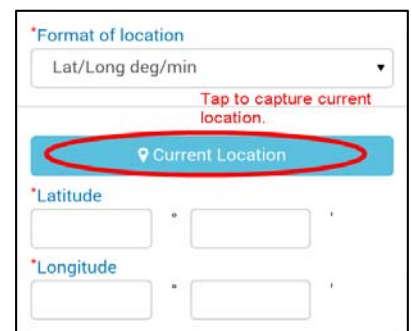 *Format of location
Lat/Long deg/min
Tap to capture current
location.
Current Location
*Latitude
° '
*Longitude
° '